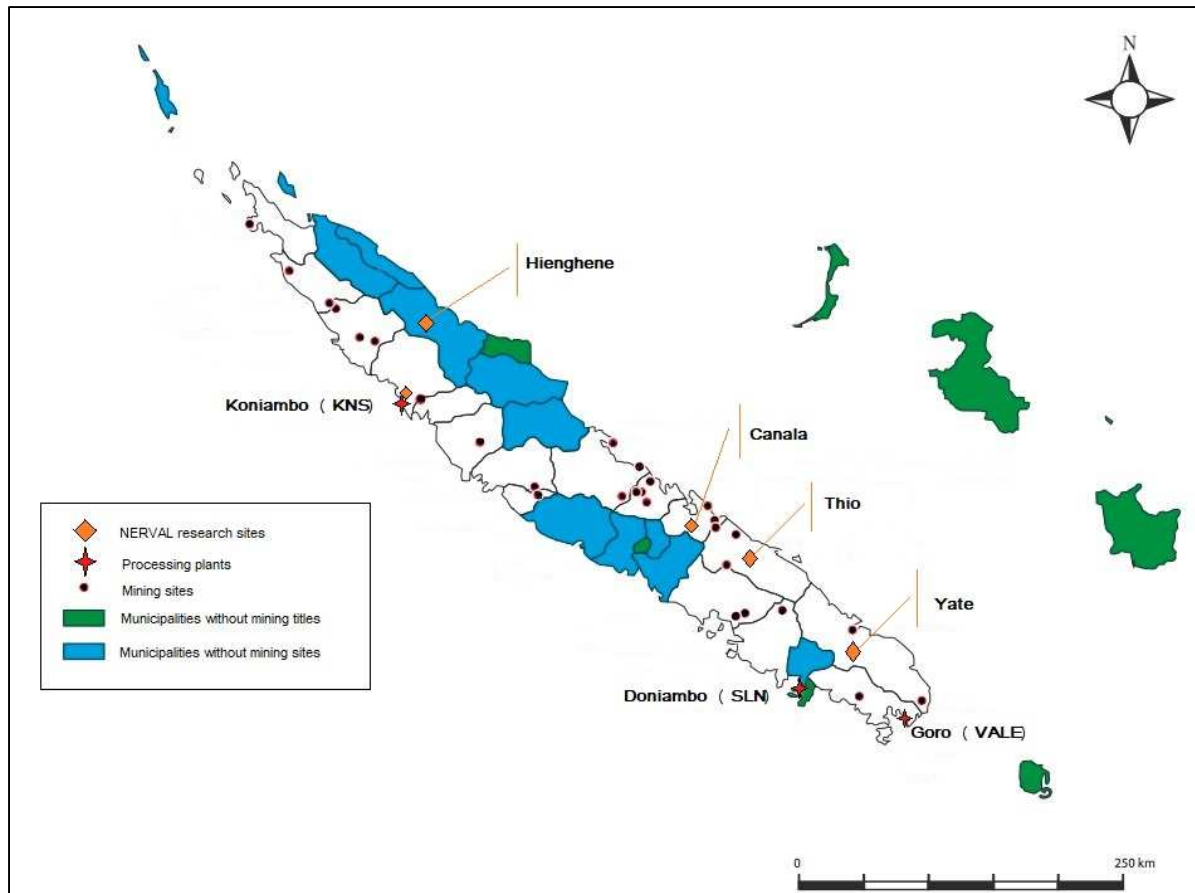 N
Hienghene
Koniambo ( KNS)
Canala
Thio
Yate
NERVAL research sites
Processing plants
Mining sites
Municipalities without mining titles
Municipalities without mining sites
Doniambo ( SLN)
Goro ( VALE)
0 250 km